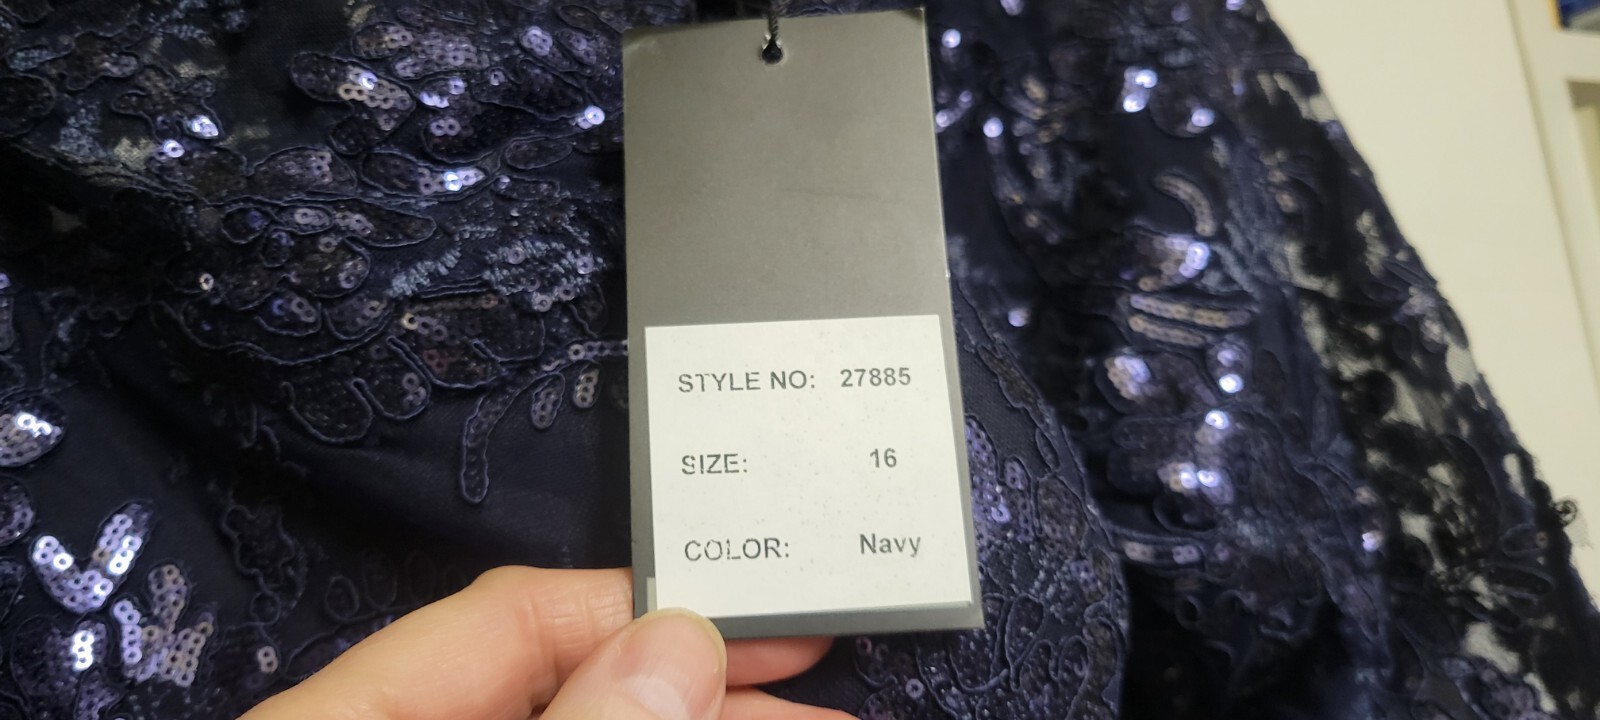 STYLE NO: 27885
SIZE: 16
COLOR: Navy